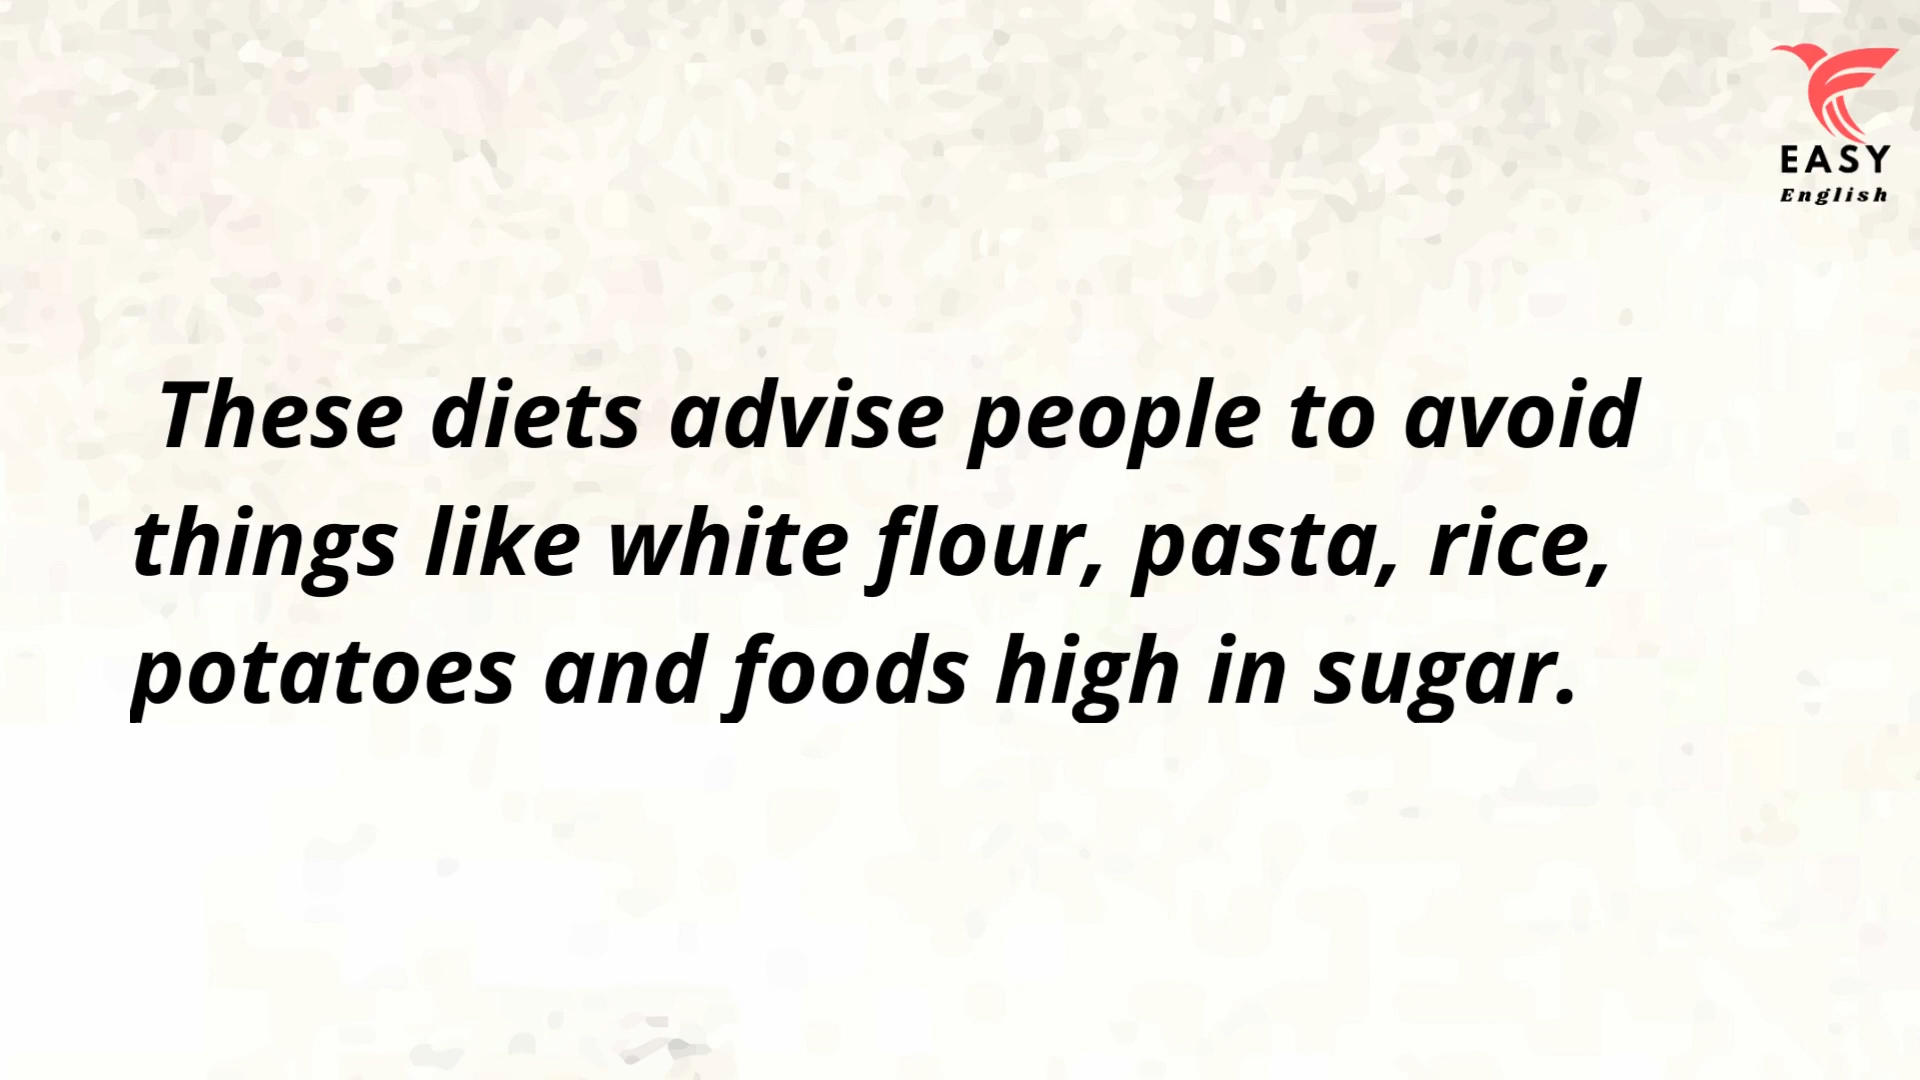 EASY
English
These diets advise people to avoid
things like white flour, pasta, rice,
potatoes and foods high in sugar.